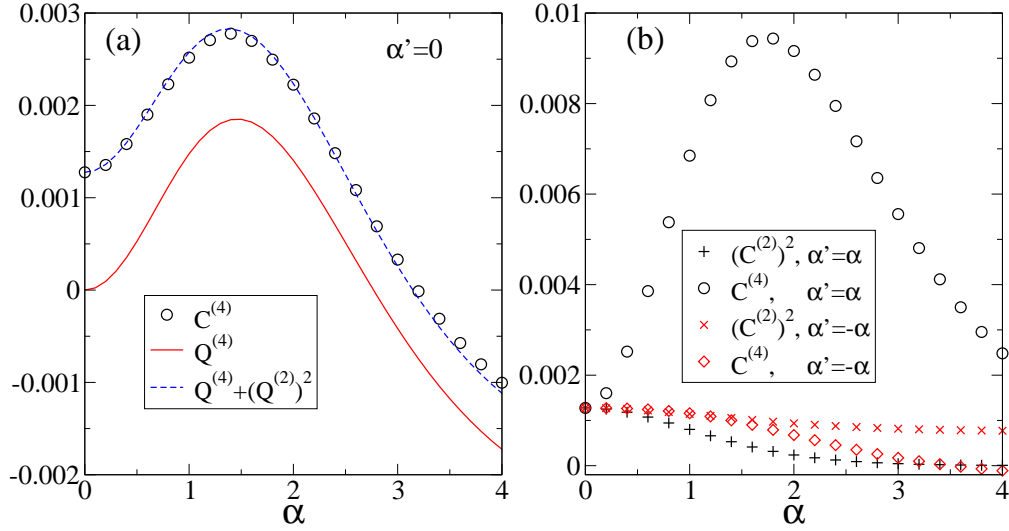 (a)
α’=0
0.003
0.002
0.001
0
-0.001
-0.002
C(4)
Q(4)
Q(4)+(Q(2))2
0
1
2
3
4
α
(b)
0.01
0.008
0.006
0.004
0.002
0
(C(2))2, α’=α
C(4), α’=α
(C(2))2, α’=-α
C(4), α’=-α
0
1
2
3
4
α